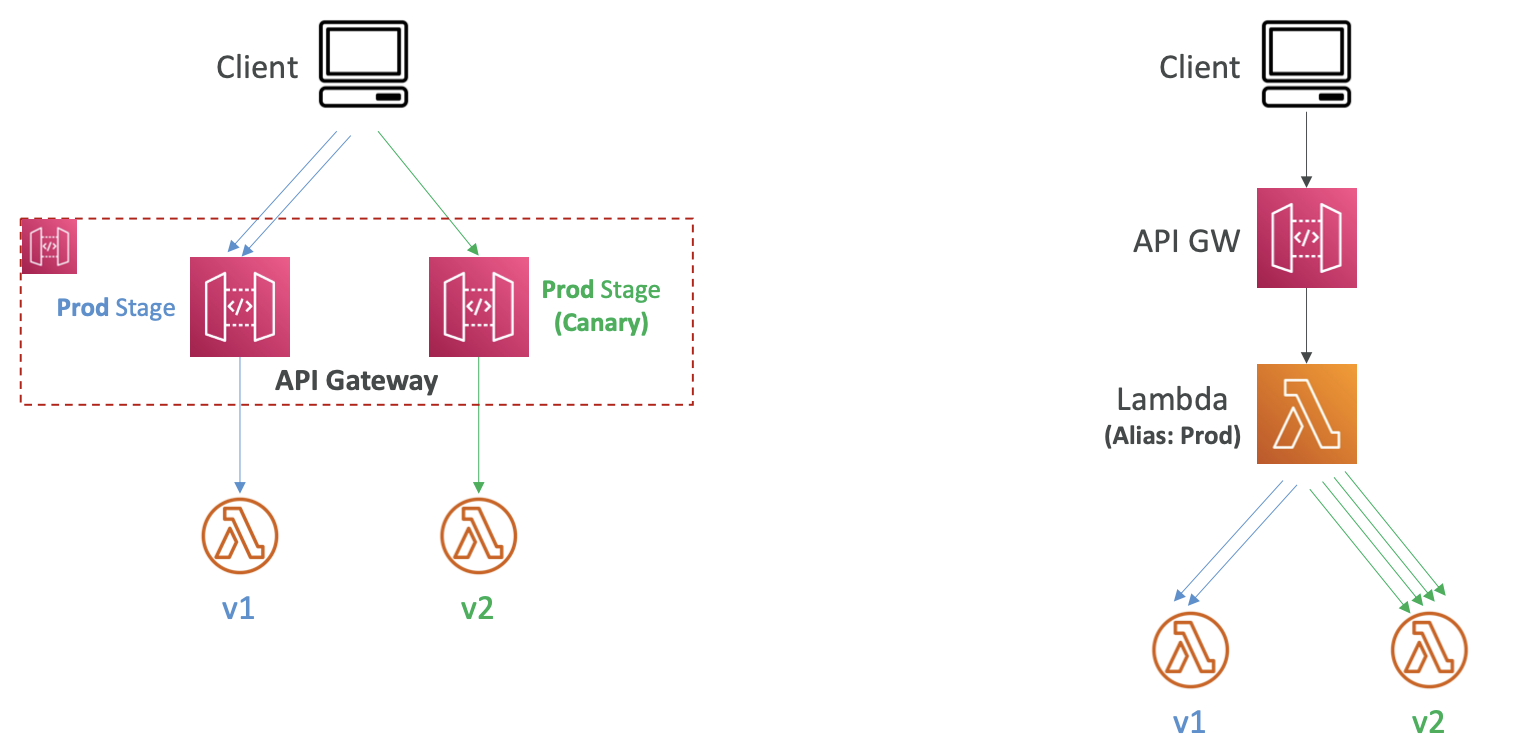 Client
Prod Stage
Prod Stage
(Canary)
API Gateway
v1
v2
Client
API GW
Lambda
(Alias: Prod)
v1
v2